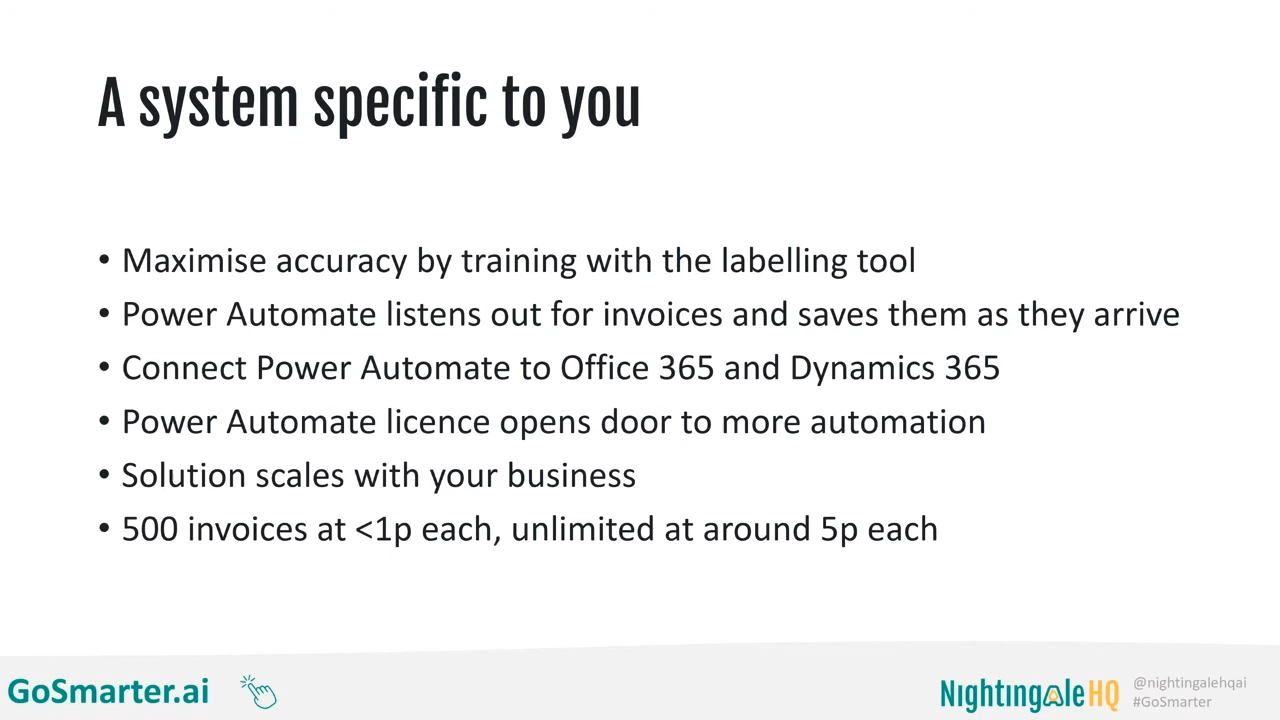 A system specific to you
• Maximise accuracy by training with the labelling tool
• Power Automate listens out for invoices and saves them as they arrive
• Connect Power Automate to Office 365 and Dynamics 365
• Power Automate licence opens door to more automation
• Solution scales with your business
• 500 invoices at <1p each, unlimited at around 5p each
GoSmarter.ai
NightingaleHQ
@nightingalehqai
#GoSmarter